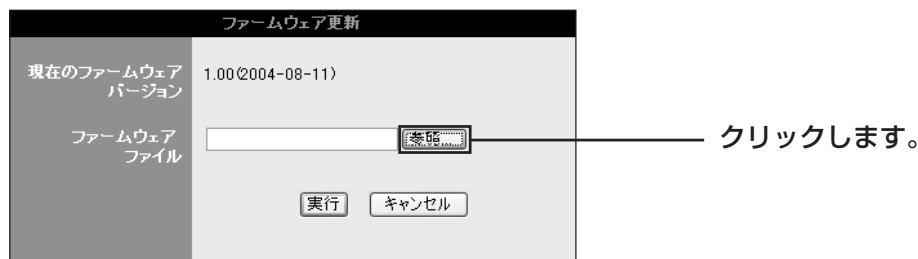 ファームウェア更新
現在のファームウェア
バージョン
1.00(2004-08-11)
ファームウェア
ファイル
参照...
クリックします。
実行
キャンセル